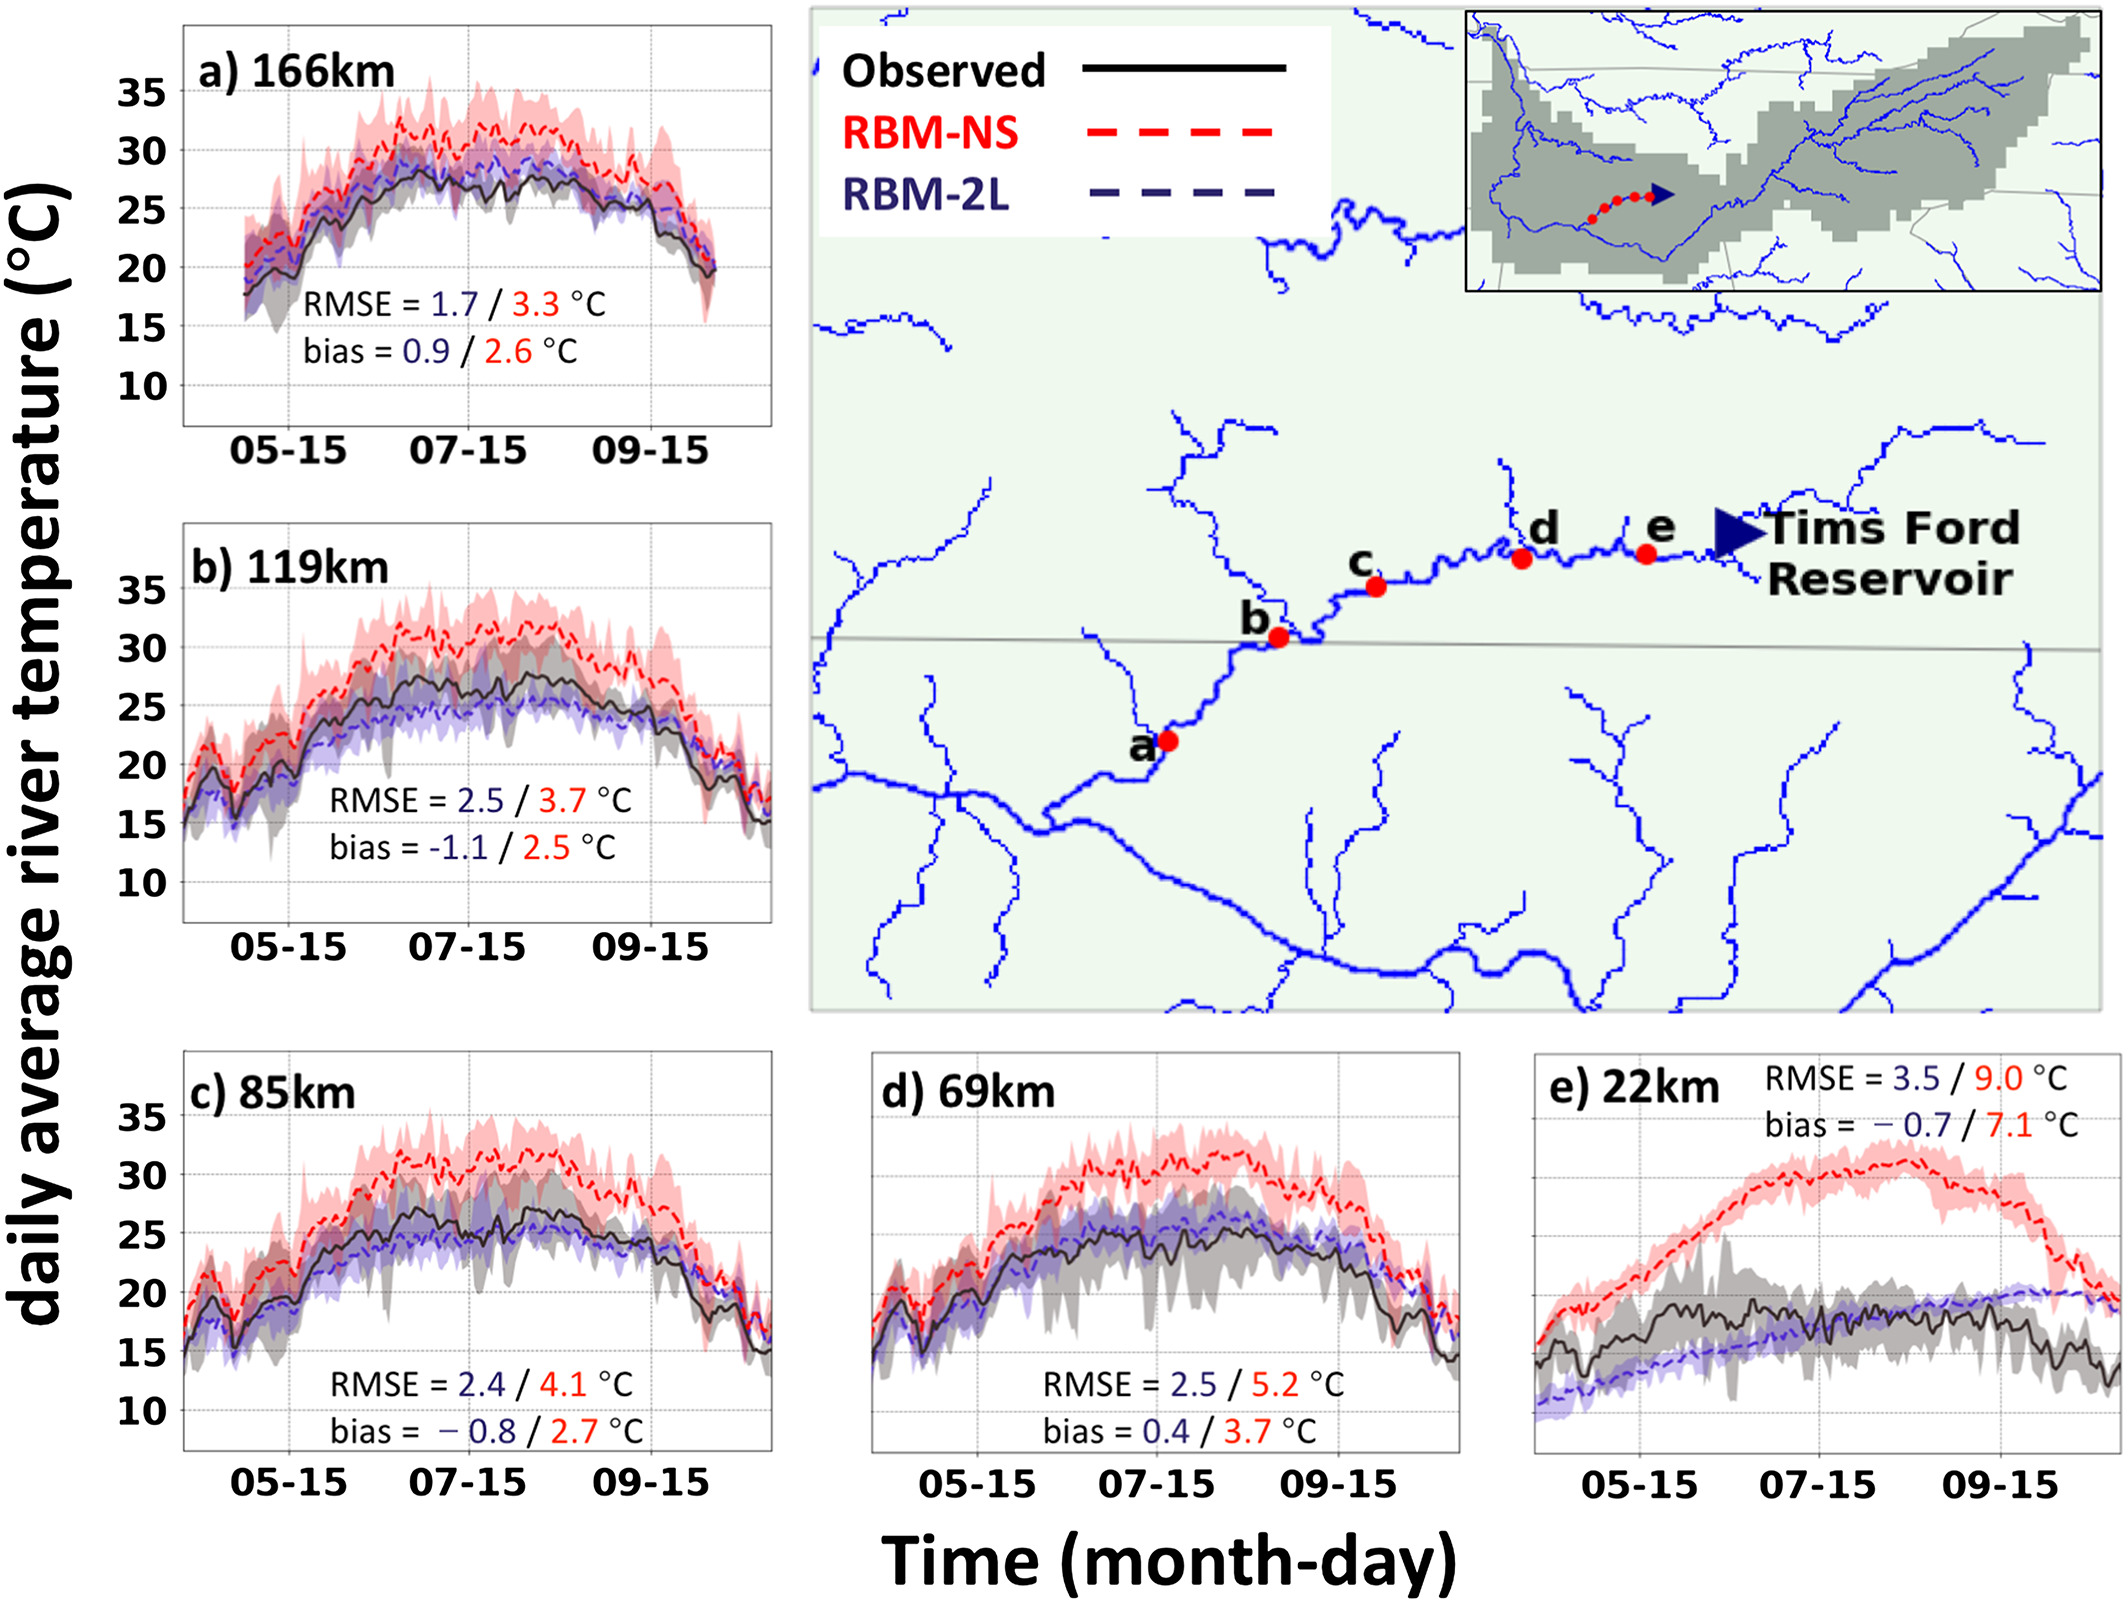 daily average river temperature (°C)
a) 166km
35
30
25
20
15
10
RMSE = 1.7 / 3.3 °C
bias = 0.9 / 2.6 °C
05-15 07-15 09-15
b) 119km
35
30
25
20
15
10
RMSE = 2.5 / 3.7 °C
bias = -1.1 / 2.5 °C
05-15 07-15 09-15
Observed
RBM-NS
RBM-2L
a
b
c
d
e
Tims Ford
Reservoir
c) 85km
35
30
25
20
15
10
RMSE = 2.4 / 4.1 °C
bias = – 0.8 / 2.7 °C
05-15 07-15 09-15
d) 69km
RMSE = 2.5 / 5.2 °C
bias = 0.4 / 3.7 °C
05-15 07-15 09-15
e) 22km
RMSE = 3.5 / 9.0 °C
bias = – 0.7 / 7.1 °C
05-15 07-15 09-15
Time (month-day)